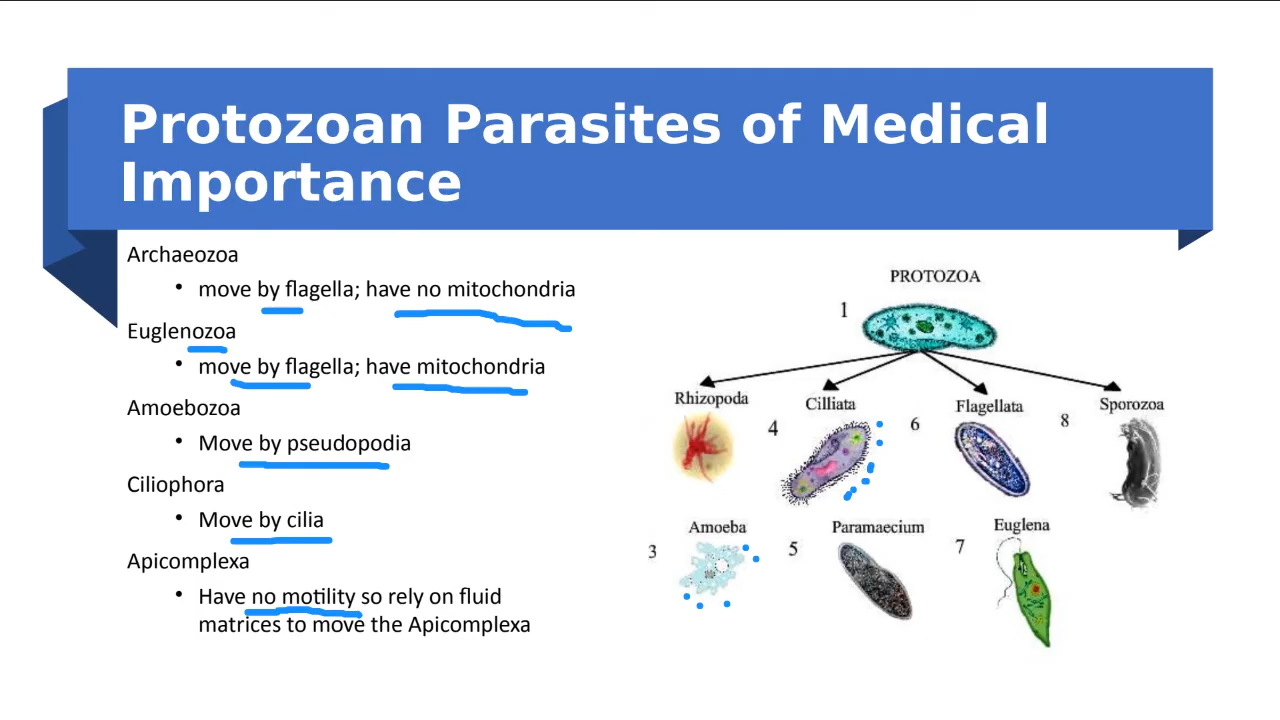 Protozoan Parasites of Medical
Importance
Archaeozoa
• move by flagella; have no mitochondria
Euglenozoa
• move by flagella; have mitochondria
Amoebozoa
• Move by pseudopodia
Ciliophora
• Move by cilia
Apicomplexa
• Have no motility so rely on fluid
matrices to move the Apicomplexa
PROTOZOA
1
Rhizopoda
4
Cilliata
6
Flagellata
8
Sporozoa
3
Amoeba
5
Paramaecium
7
Euglena